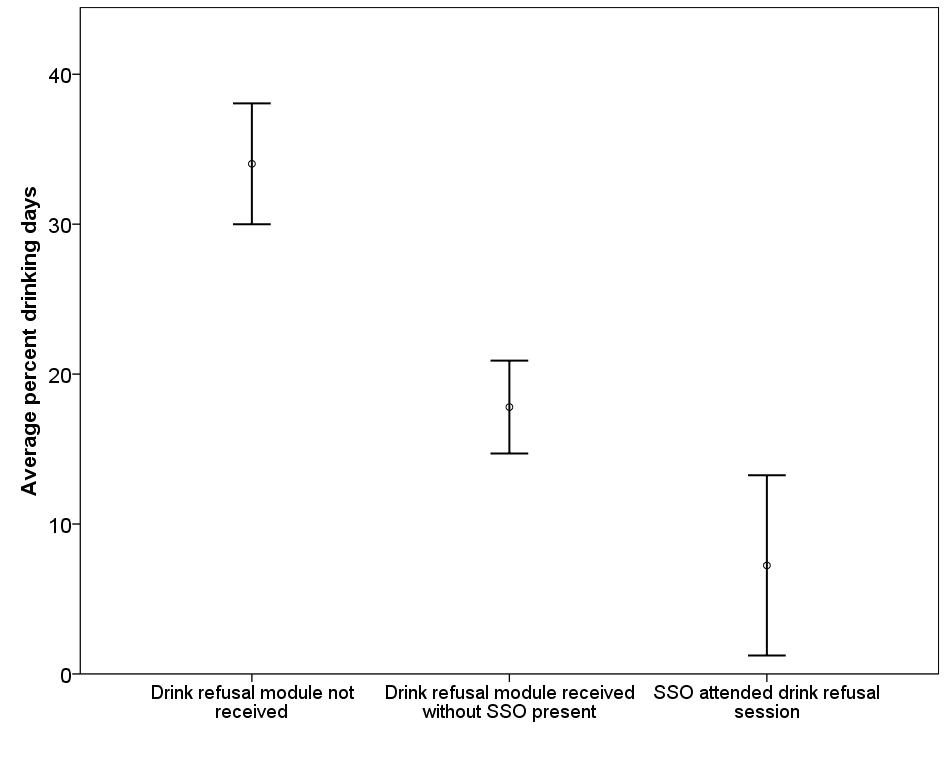 Average percent drinking days
40
30
20
10
0
Drink refusal module not
received
Drink refusal module received
without SSO present
SSO attended drink refusal
session